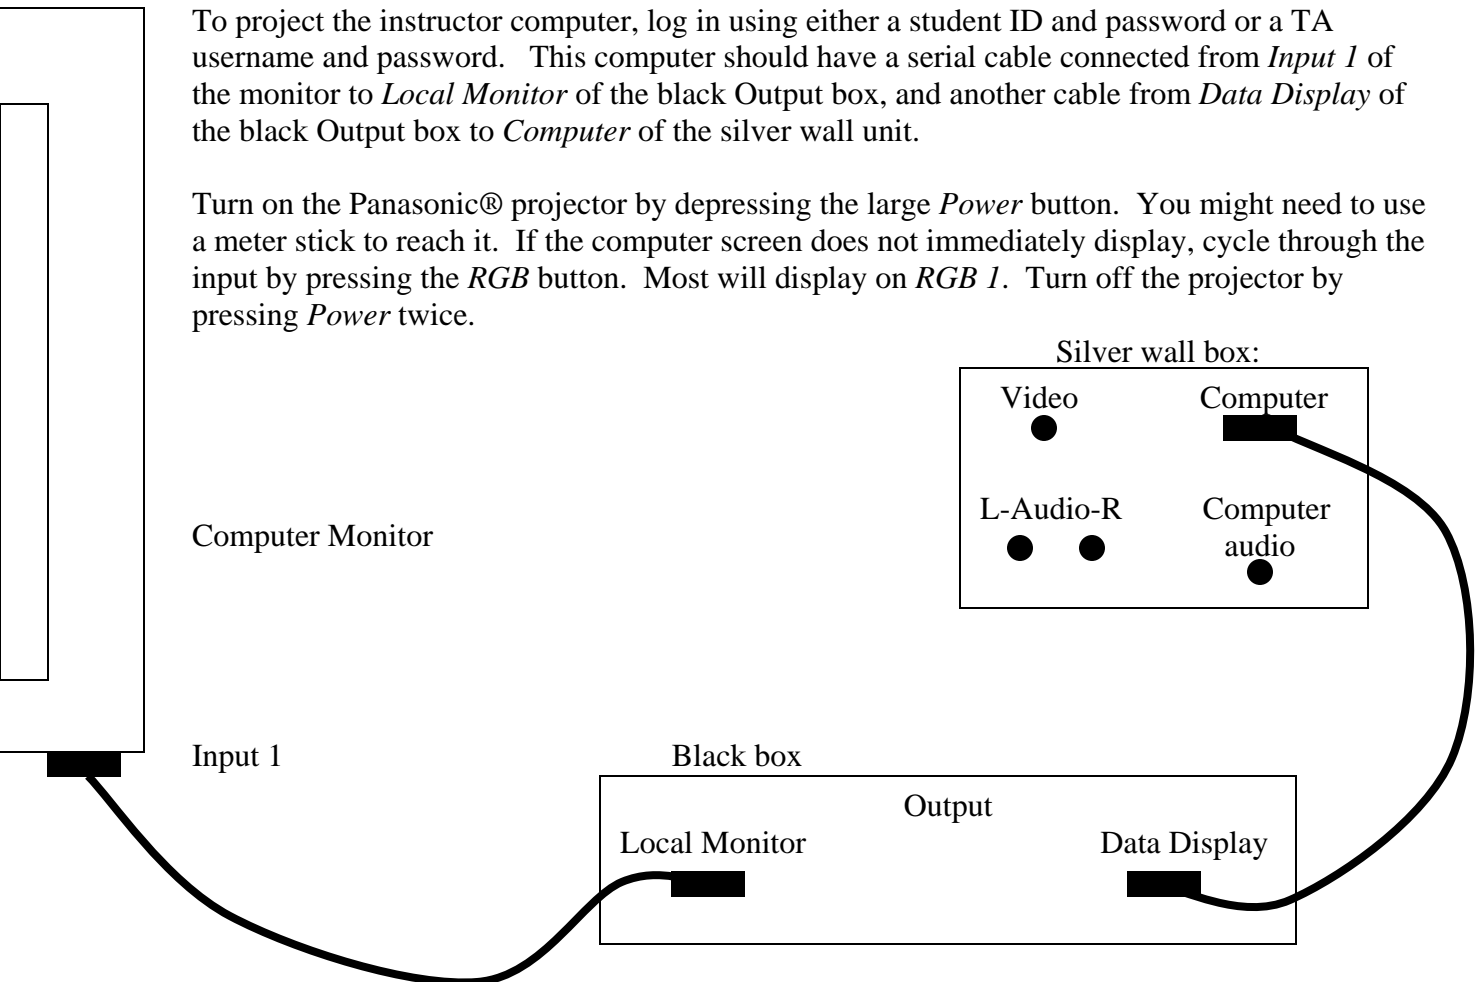 To project the instructor computer, log in using either a student ID and password or a TA
username and password.   This computer should have a serial cable connected from Input 1 of
the monitor to Local Monitor of the black Output box, and another cable from Data Display of
the black Output box to Computer of the silver wall unit.
Turn on the Panasonic® projector by depressing the large Power button.  You might need to use
a meter stick to reach it.  If the computer screen does not immediately display, cycle through the
input by pressing the RGB button.  Most will display on RGB 1.  Turn off the projector by
pressing Power twice.
Silver wall box:
Video
Computer
L-Audio-R
Computer
audio
Computer Monitor
Input 1
Black box
Output
Local Monitor
Data Display